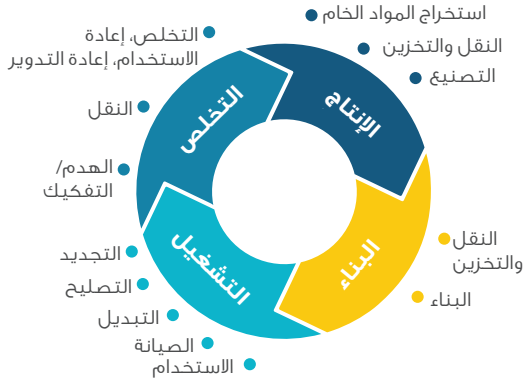 استخراج المواد الخام
النقل والتخزين
التصنيع
الإنتاج
النقل
والتخزين
البناء
البناء
التشغيل
الاستخدام
الصيانة
التبديل
التصليح
التجديد
التخلص
الهدم/
التفكيك
النقل
التخلص، إعادة
الاستخدام، إعادة التدوير